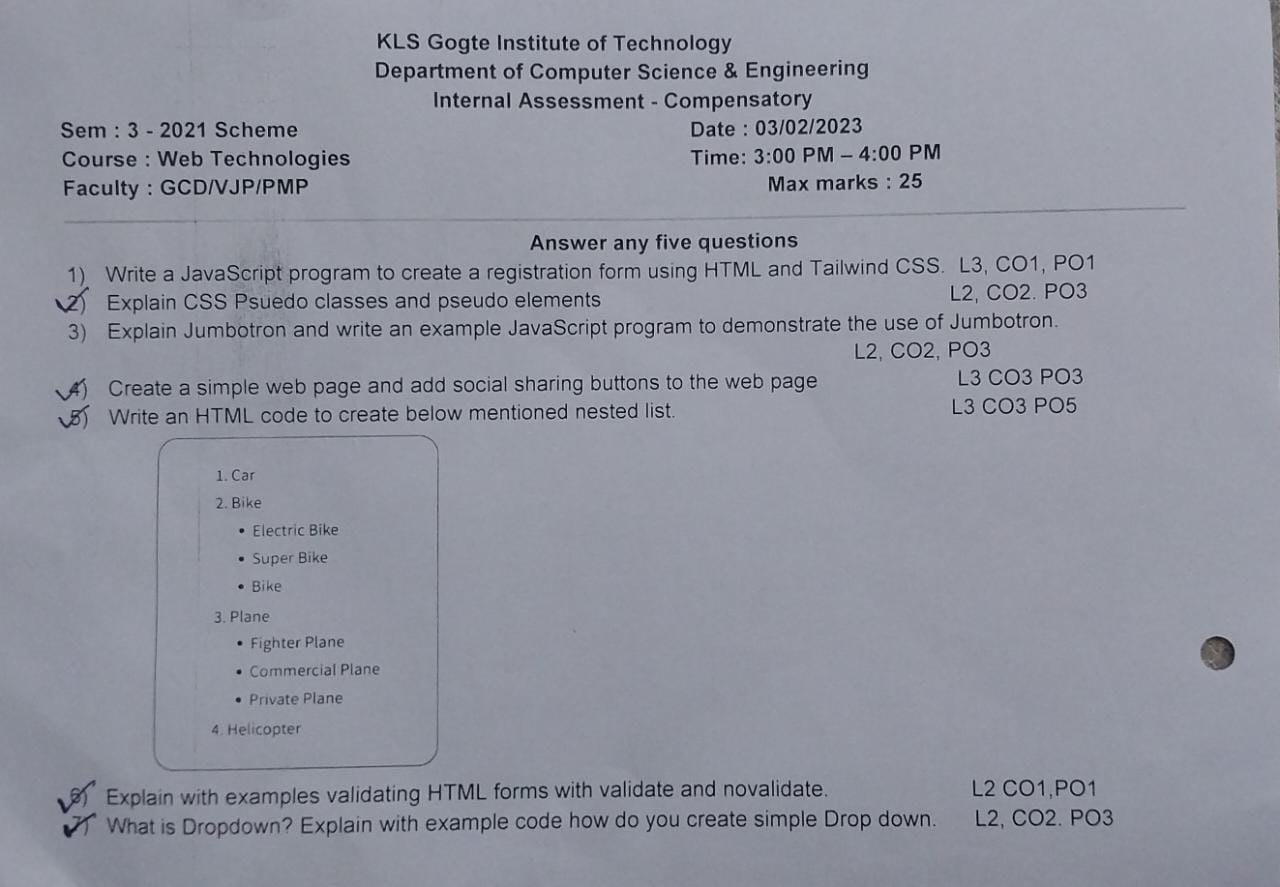 KLS Gogte Institute of Technology
Department of Computer Science & Engineering
Internal Assessment - Compensatory
Sem : 3 - 2021 Scheme Date : 03/02/2023
Course : Web Technologies Time: 3:00 PM – 4:00 PM
Faculty : GCD/VJP/PMP Max marks : 25
Answer any five questions
1) Write a JavaScript program to create a registration form using HTML and Tailwind CSS. L3, CO1, PO1
2) Explain CSS Psuedo classes and pseudo elements L2, CO2. PO3
3) Explain Jumbotron and write an example JavaScript program to demonstrate the use of Jumbotron.
L2, CO2, PO3
4) Create a simple web page and add social sharing buttons to the web page L3 CO3 PO3
5) Write an HTML code to create below mentioned nested list. L3 CO3 PO5
1. Car
2. Bike
• Electric Bike
• Super Bike
• Bike
3. Plane
• Fighter Plane
• Commercial Plane
• Private Plane
4. Helicopter
6) Explain with examples validating HTML forms with validate and novalidate. L2 CO1,PO1
7) What is Dropdown? Explain with example code how do you create simple Drop down. L2, CO2. PO3